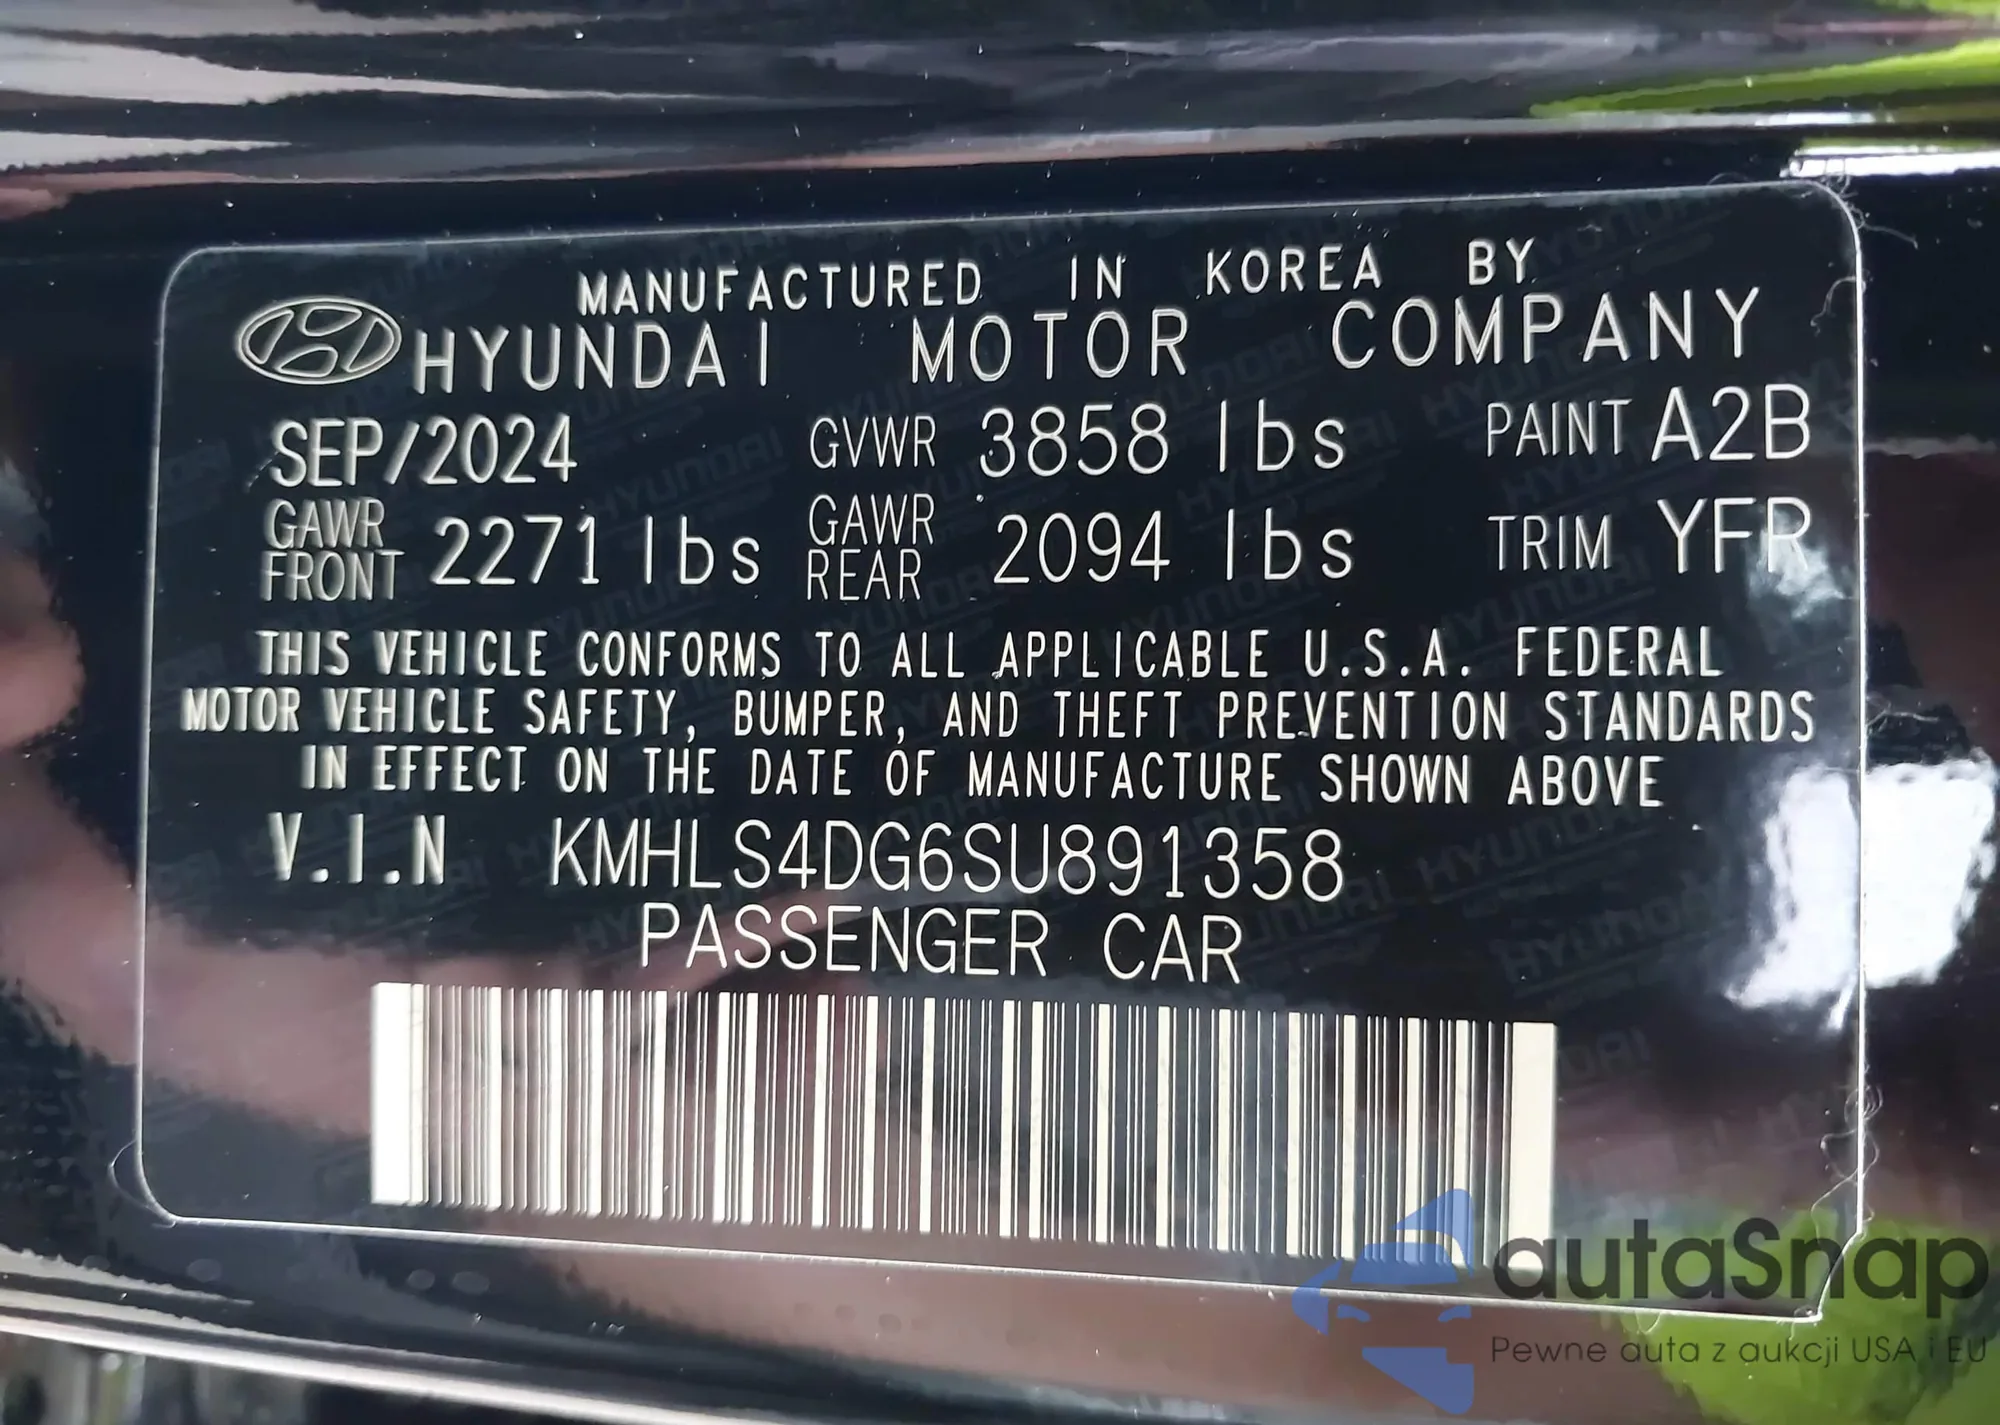 MANUFACTURED IN KOREA BY
HYUNDAI MOTOR COMPANY
SEP/2024 GVWR 3858 lbs PAINT A2B
GAWR FRONT 2271 lbs GAWR REAR 2094 lbs TRIM YFR
THIS VEHICLE CONFORMS TO ALL APPLICABLE U.S.A. FEDERAL
MOTOR VEHICLE SAFETY, BUMPER, AND THEFT PREVENTION STANDARDS
IN EFFECT ON THE DATE OF MANUFACTURE SHOWN ABOVE
V.I.N KMHLS4DG6SU891358
PASSENGER CAR
autaSnap
Pewne auta z aukcji USA i EU